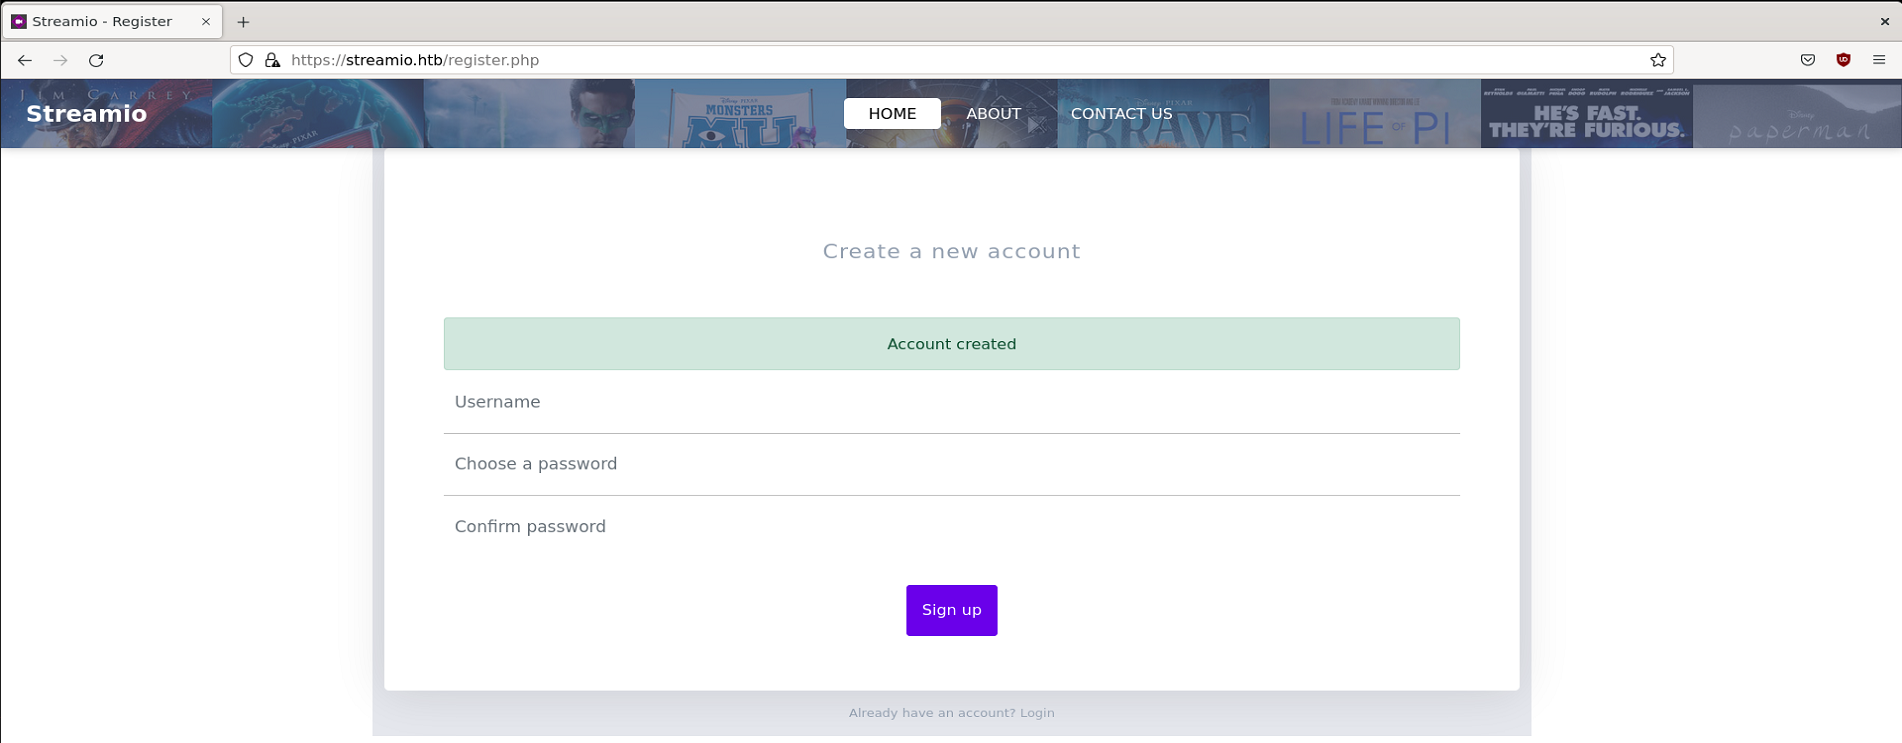 Streamio - Register
https://streamio.htb/register.php
JIM CARREY
Streamio
DISNEY PIXAR
MONSTERS
MU
HOME
ABOUT
CONTACT US
BRAVE
LIFE OF PI
HE'S FAST.
THEY'RE FURIOUS.
Disney
paperman
Create a new account
Account created
Username
Choose a password
Confirm password
Sign up
Already have an account? Login